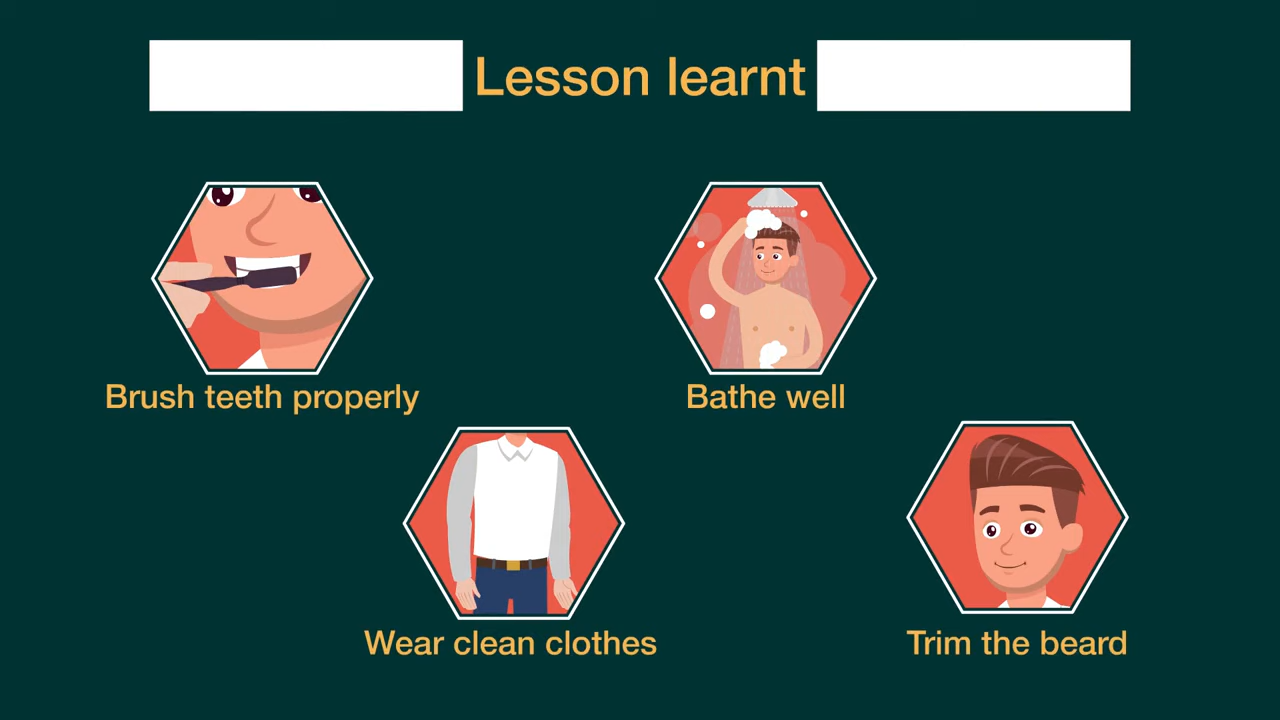 Lesson learnt
Brush teeth properly
Bathe well
Wear clean clothes
Trim the beard